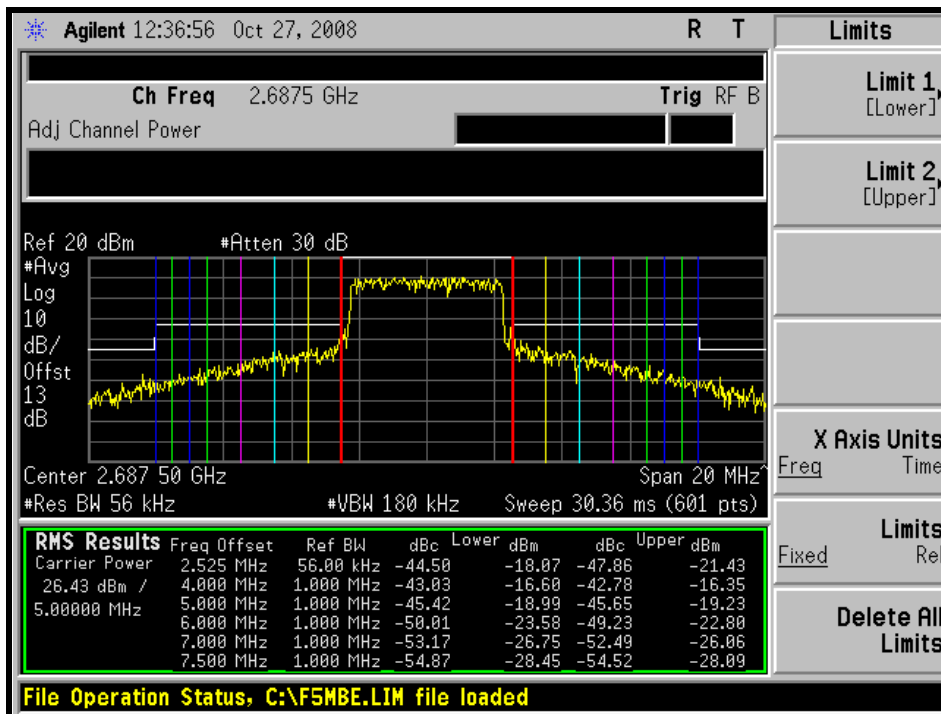 Agilent 12:36:56 Oct 27, 2008 R T
Limits
Ch Freq 2.6875 GHz Trig RF B
Adj Channel Power
Limit 1
[Lower]
Limit 2
[Upper]
Ref 20 dBm #Atten 30 dB
#Avg
Log
10
dB/
Offst
13
dB
Center 2.687 50 GHz Span 20 MHz^
#Res BW 56 kHz #VBW 180 kHz Sweep 30.36 ms (601 pts)
X Axis Units
Freq Time
Limits
Fixed Rel
Delete All
Limits
RMS Results Freq Offset Ref BW dBc Lower dBm dBc Upper dBm
Carrier Power 2.525 MHz 56.00 kHz -44.50 -18.07 -47.86 -21.43
26.43 dBm / 4.000 MHz 1.000 MHz -43.03 -16.60 -42.78 -16.35
5.00000 MHz 5.000 MHz 1.000 MHz -45.42 -18.99 -45.65 -19.23
6.000 MHz 1.000 MHz -50.01 -23.58 -49.23 -22.80
7.000 MHz 1.000 MHz -53.17 -26.75 -52.49 -26.06
7.500 MHz 1.000 MHz -54.87 -28.45 -54.52 -28.09
File Operation Status, C:\F5MBE.LIM file loaded